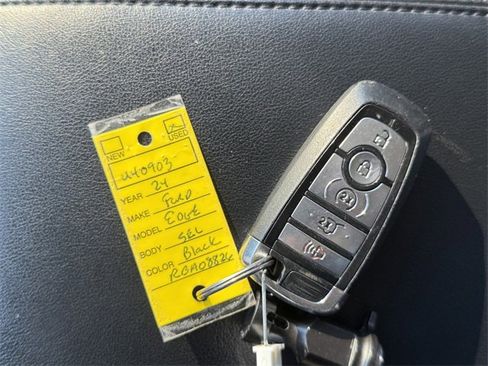 NEW USED
U40903
YEAR 24
MAKE Ford
MODEL EDGE
BODY SEL
COLOR Black
RBA08826